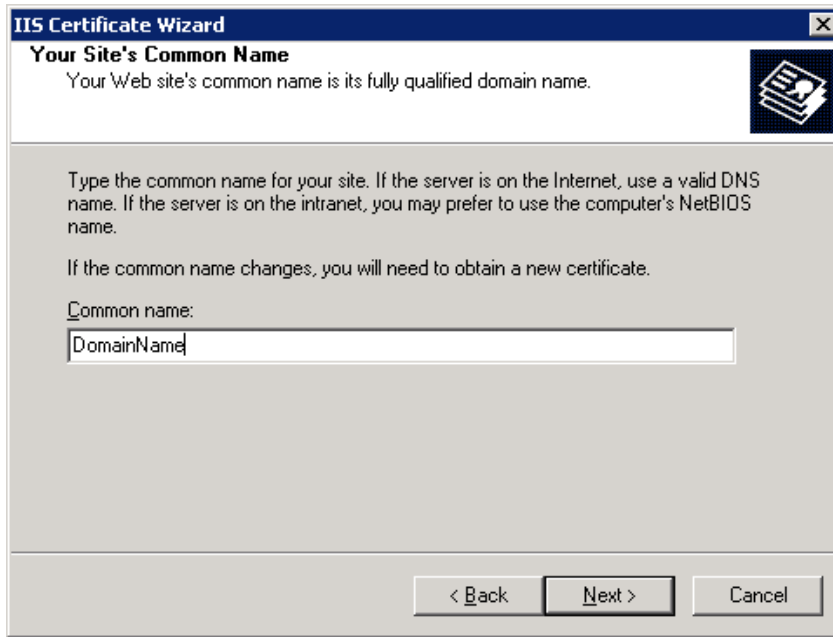 IIS Certificate Wizard
Your Site's Common Name
Your Web site's common name is its fully qualified domain name.
Type the common name for your site. If the server is on the Internet, use a valid DNS
name. If the server is on the intranet, you may prefer to use the computer's NetBIOS
name.
If the common name changes, you will need to obtain a new certificate.
Common name:
DomainName
< Back
Next >
Cancel